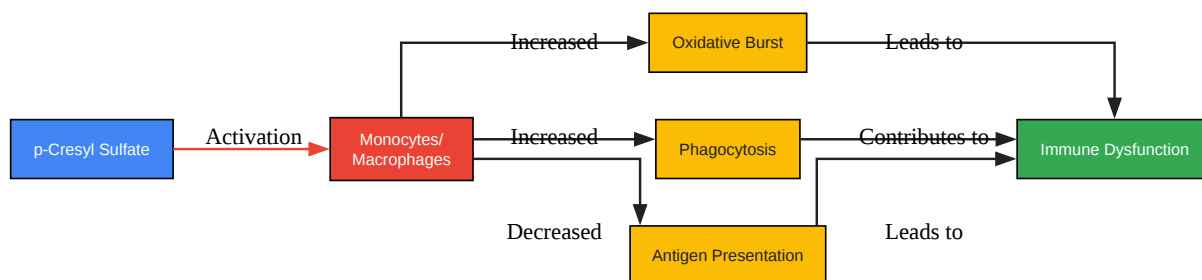 Increased
Oxidative Burst
Leads to
p-Cresyl Sulfate
Activation
Monocytes/
Macrophages
Increased
Phagocytosis
Contributes to
Immune Dysfunction
Decreased
Antigen Presentation
Leads to